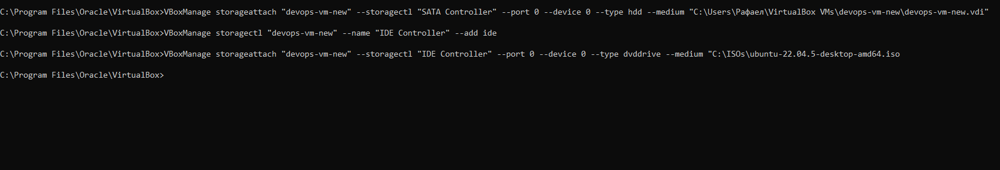 C:\Program Files\Oracle\VirtualBox>VBoxManage storageattach "devops-vm-new" --storagectl "SATA Controller" --port 0 --device 0 --type hdd --medium "C:\Users\Рафаел\VirtualBox VMs\devops-vm-new\devops-vm-new.vdi"
C:\Program Files\Oracle\VirtualBox>VBoxManage storagectl "devops-vm-new" --name "IDE Controller" --add ide
C:\Program Files\Oracle\VirtualBox>VBoxManage storageattach "devops-vm-new" --storagectl "IDE Controller" --port 0 --device 0 --type dvddrive --medium "C:\ISOs\ubuntu-22.04.5-desktop-amd64.iso
C:\Program Files\Oracle\VirtualBox>